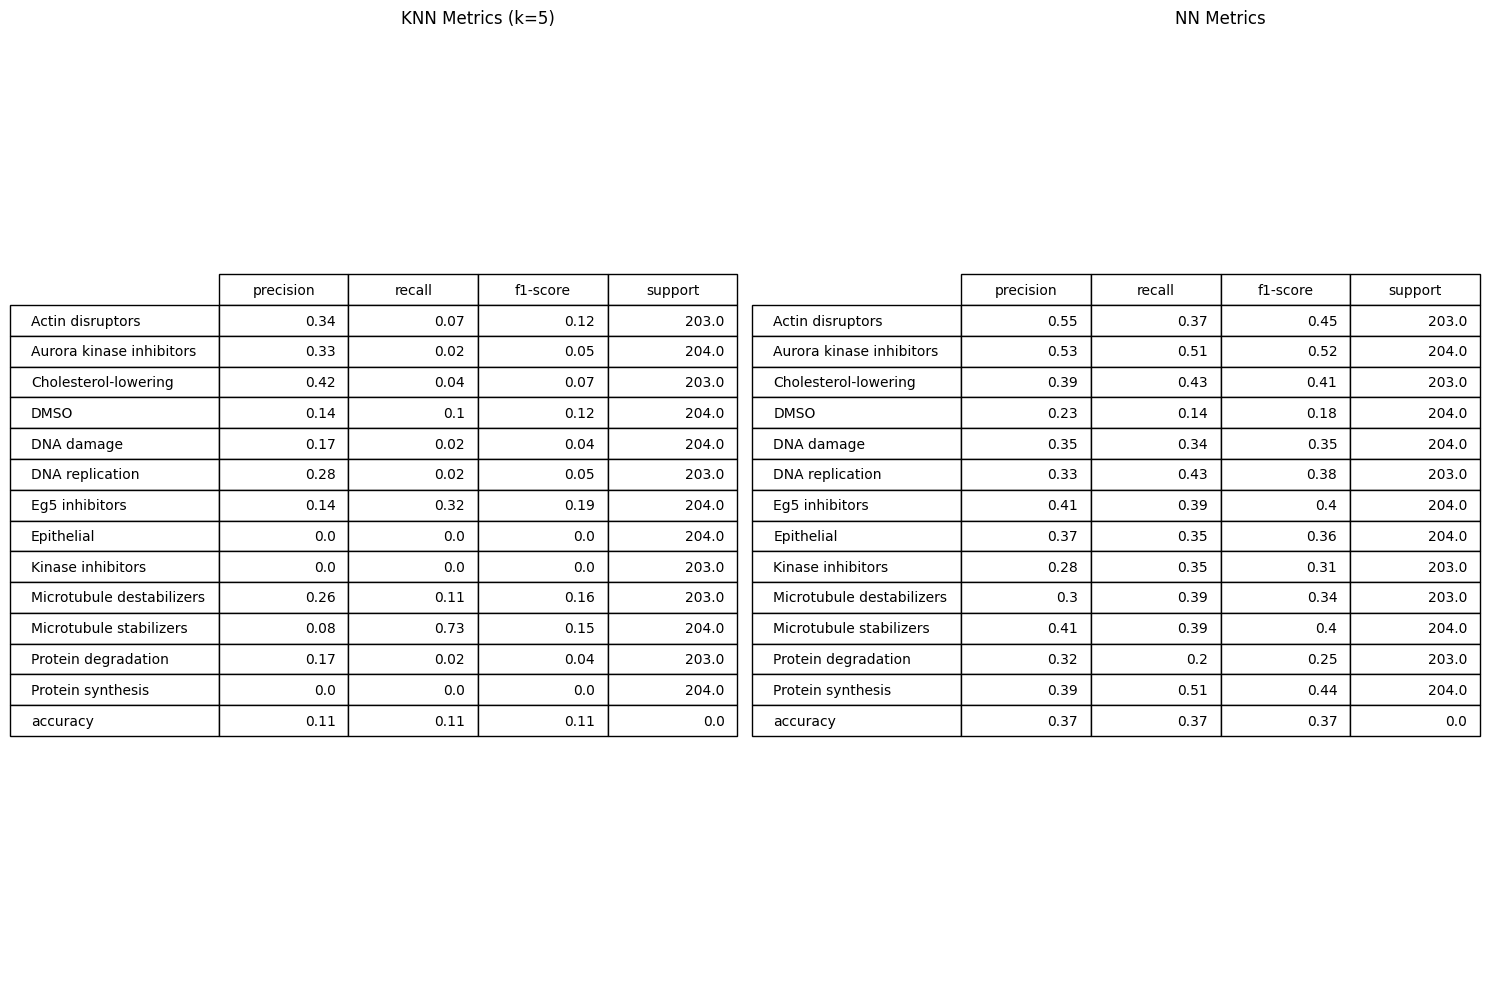 KNN Metrics (k=5)
precision recall f1-score support
Actin disruptors 0.34 0.07 0.12 203.0
Aurora kinase inhibitors 0.33 0.02 0.05 204.0
Cholesterol-lowering 0.42 0.04 0.07 203.0
DMSO 0.14 0.1 0.12 204.0
DNA damage 0.17 0.02 0.04 204.0
DNA replication 0.28 0.02 0.05 203.0
Eg5 inhibitors 0.14 0.32 0.19 204.0
Epithelial 0.0 0.0 0.0 204.0
Kinase inhibitors 0.0 0.0 0.0 203.0
Microtubule destabilizers 0.26 0.11 0.16 203.0
Microtubule stabilizers 0.08 0.73 0.15 204.0
Protein degradation 0.17 0.02 0.04 203.0
Protein synthesis 0.0 0.0 0.0 204.0
accuracy 0.11 0.11 0.11 0.0
NN Metrics
precision recall f1-score support
Actin disruptors 0.55 0.37 0.45 203.0
Aurora kinase inhibitors 0.53 0.51 0.52 204.0
Cholesterol-lowering 0.39 0.43 0.41 203.0
DMSO 0.23 0.14 0.18 204.0
DNA damage 0.35 0.34 0.35 204.0
DNA replication 0.33 0.43 0.38 203.0
Eg5 inhibitors 0.41 0.39 0.4 204.0
Epithelial 0.37 0.35 0.36 204.0
Kinase inhibitors 0.28 0.35 0.31 203.0
Microtubule destabilizers 0.3 0.39 0.34 203.0
Microtubule stabilizers 0.41 0.39 0.4 204.0
Protein degradation 0.32 0.2 0.25 203.0
Protein synthesis 0.39 0.51 0.44 204.0
accuracy 0.37 0.37 0.37 0.0